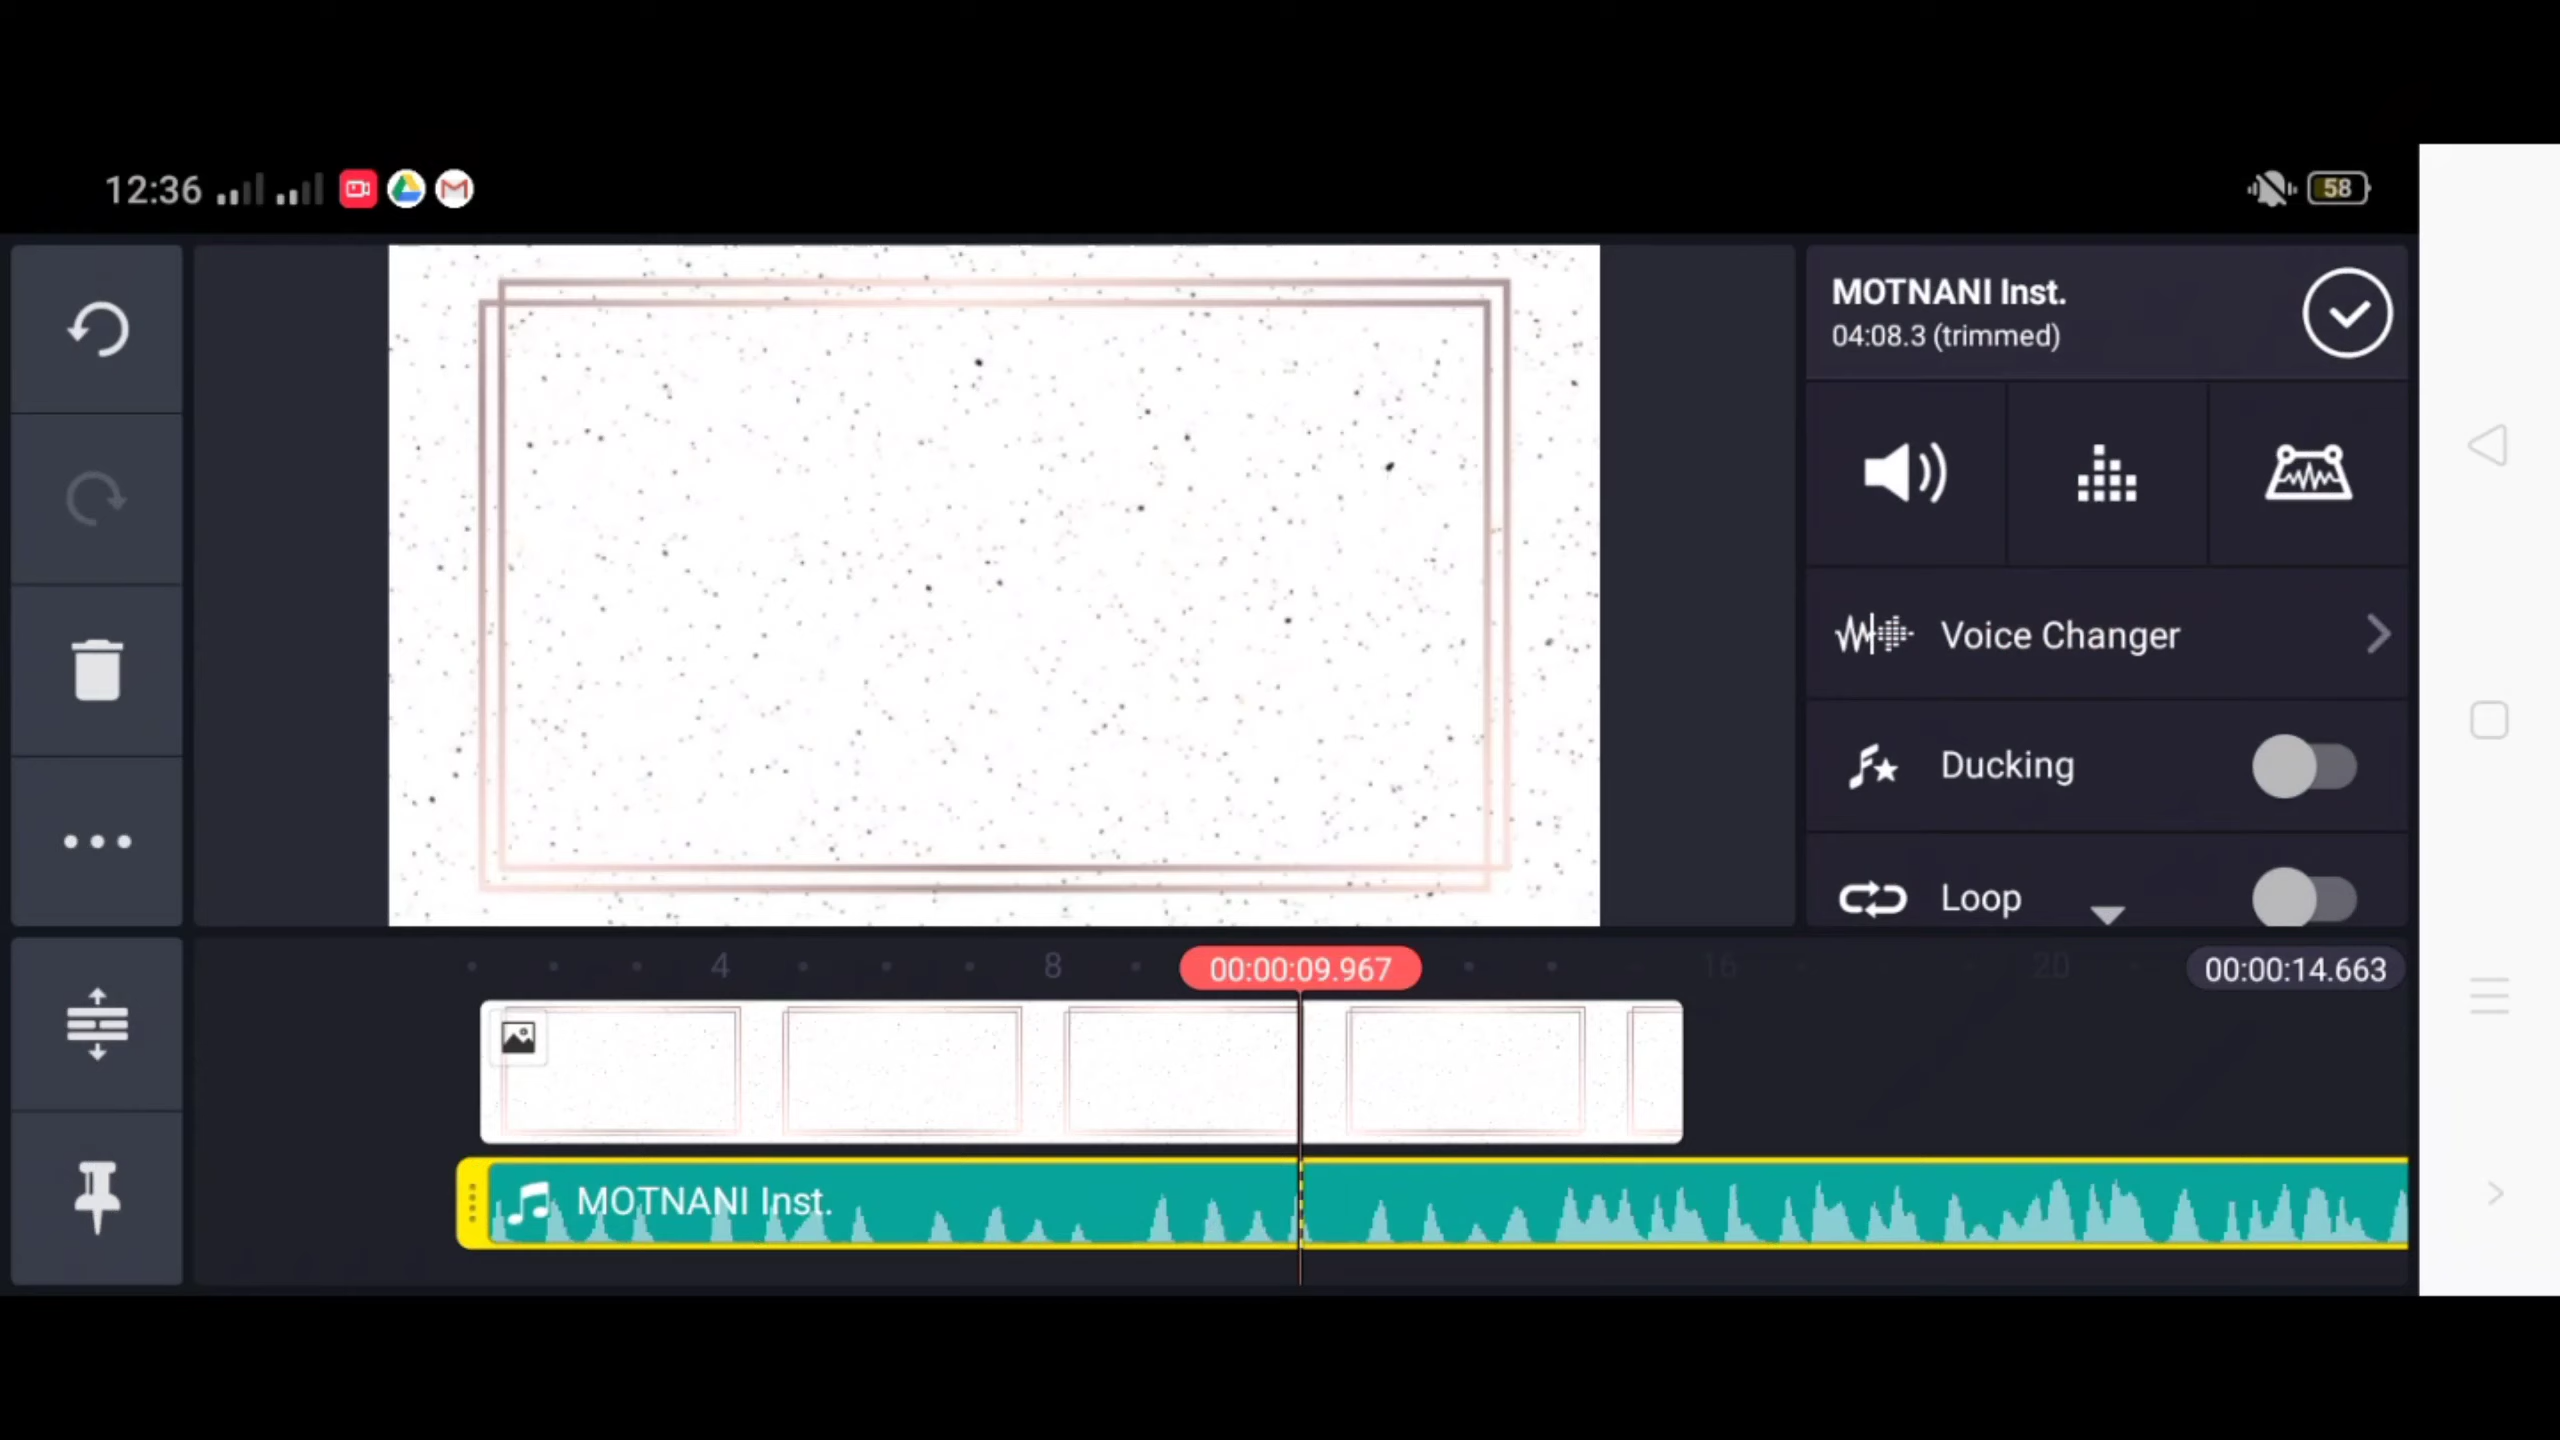 12:36
58
MOTNANI Inst.
04:08.3 (trimmed)
Voice Changer
Ducking
Loop
4
8
00:00:09.967
16
20
00:00:14.663
MOTNANI Inst.